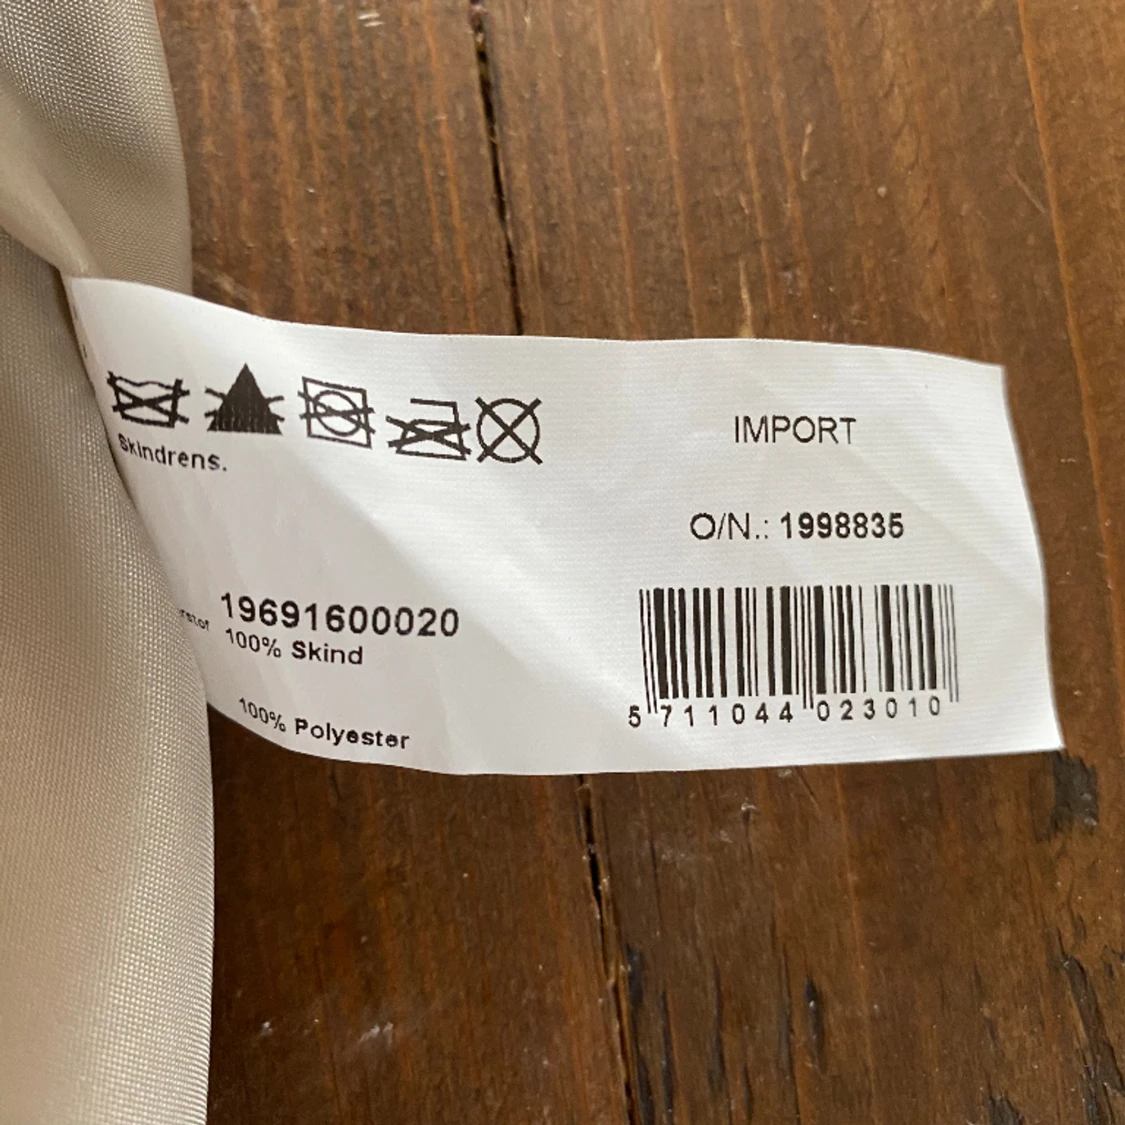 Skindrens.
19691600020
100% Skind
100% Polyester
IMPORT
O/N.: 1998835
5 711044 023010